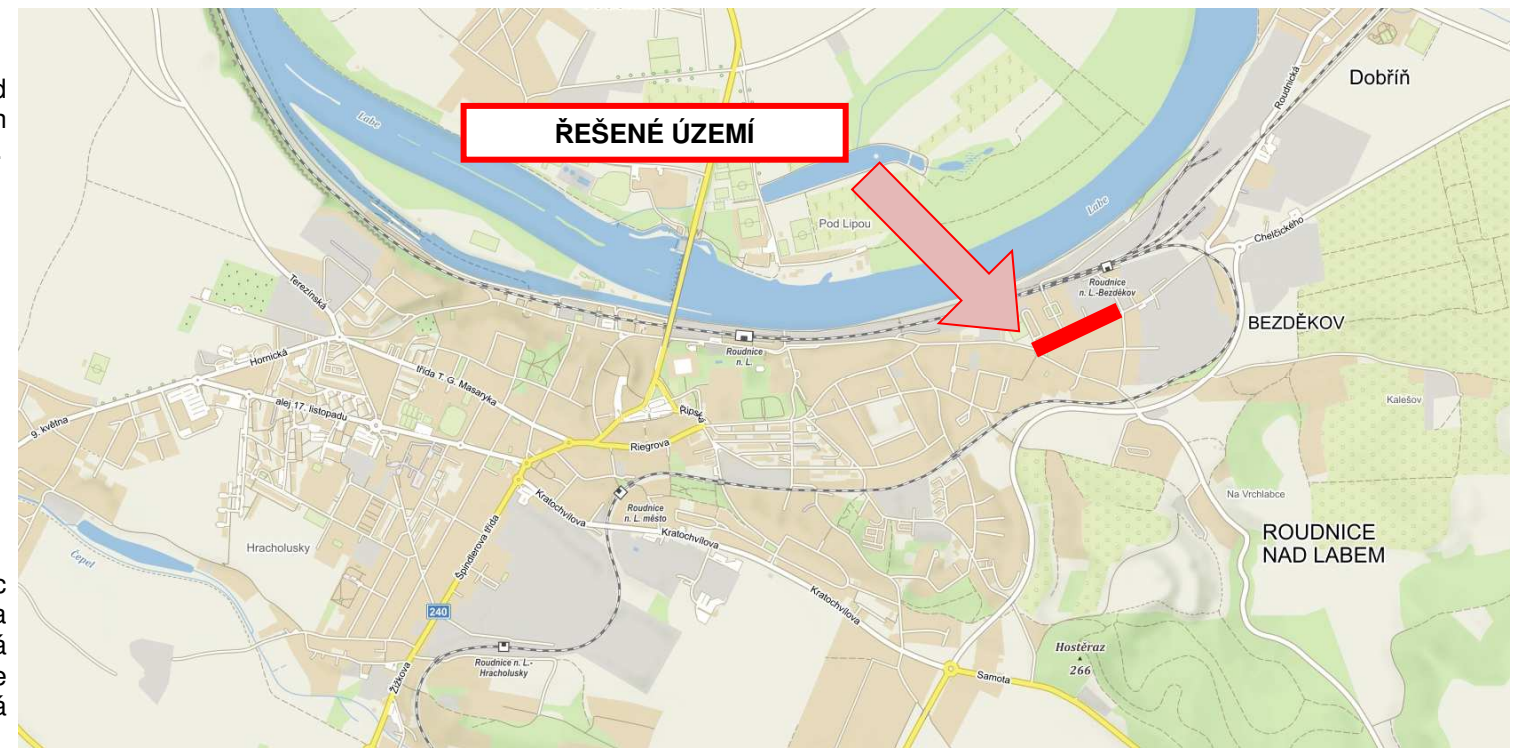 d
n
Dobříň
Roudnická
Labe
ŘEŠENÉ ÚZEMÍ
Labe
Pod Lipou
Chelčického
Terezínská
Roudnice
n. L.-Bezděkov
BEZDĚKOV
Hornická
Roudnice
n. L.
třída T. G. Masaryka
alej 17. listopadu
Řipská
Kalešov
9. května
Riegrova
Na Vrchlabce
Kratochvílova
Roudnice
n. L. město
Kratochvílova
ROUDNICE
NAD LABEM
Hracholusky
Čepel
Špindlerova třída
c
a
á
e
á
240
Kratochvílova
Hostěraz
266
Roudnice n. L.-
Hracholusky
Samota
Žižkova